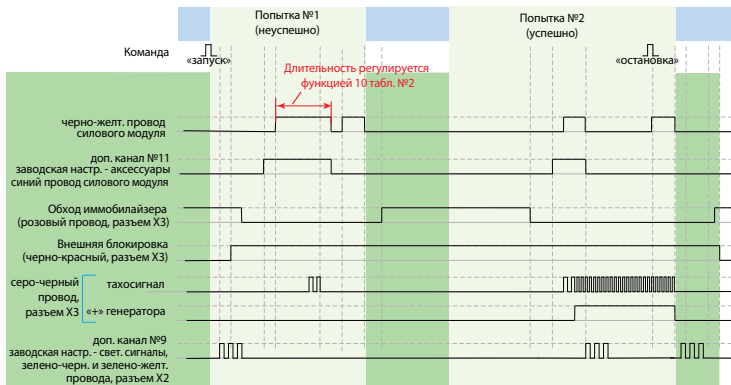 Попытка №1
(неуспешно)
Попытка №2
(успешно)
Команда
«запуск»
«остановка»
Длительность регулируется
функцией 10 табл. №2
черно-желт. провод
силового модуля
доп. канал №11
заводская настр. - аксессуары
синий провод силового модуля
Обход иммобилайзера
(розовый провод, разъем X3)
Внешняя блокировка
(черно-красный, разъем X3)
серо-черный
провод,
разъем X3
тахосигнал
«+» генератора
доп. канал №9
заводская настр. - свет. сигналы,
зелено-черн. и зелено-желт.
провода, разъем X2